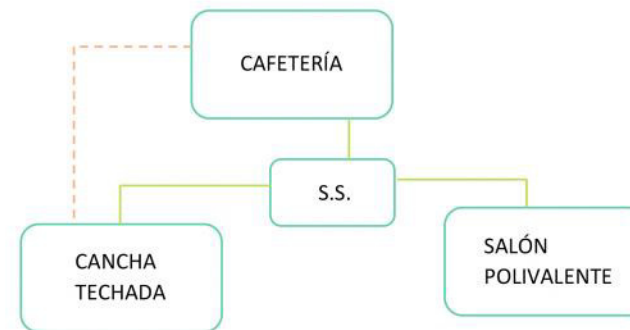 CAFETERÍA
S.S.
CANCHA
TECHADA
SALÓN
POLIVALENTE